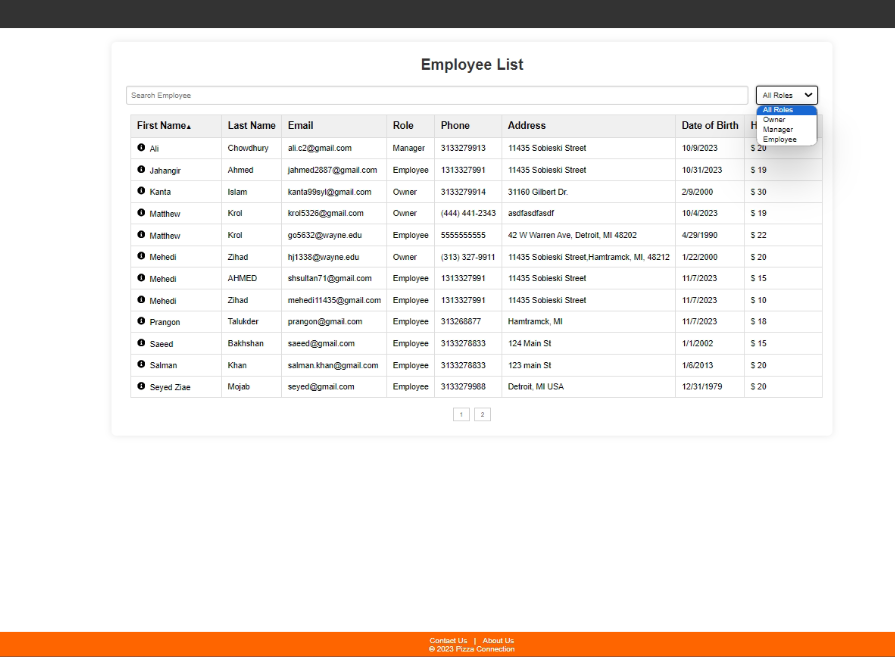 Employee List
Search Employee
All Roles
All Roles
Owner
Manager
Employee
First Name▲ Last Name Email Role Phone Address Date of Birth H
Ali Chowdhury ali.c2@gmail.com Manager 3133279913 11435 Sobieski Street 10/9/2023 $ 20
Jahangir Ahmed jahmed2887@gmail.com Employee 1313327991 11435 Sobieski Street 10/31/2023 $ 19
Kanta Islam kanta99syl@gmail.com Owner 3133279914 31160 Gilbert Dr. 2/9/2000 $ 30
Matthew Krol krol5326@gmail.com Owner (444) 441-2343 asdfasdfasdf 10/4/2023 $ 19
Matthew Krol go5632@wayne.edu Employee 5555555555 42 W Warren Ave, Detroit, MI 48202 4/29/1990 $ 22
Mehedi Zihad hj1338@wayne.edu Owner (313) 327-9911 11435 Sobieski Street,Hamtramck, MI, 48212 1/22/2000 $ 20
Mehedi AHMED shsultan71@gmail.com Employee 1313327991 11435 Sobieski Street 11/7/2023 $ 15
Mehedi Zihad mehedi11435@gmail.com Employee 1313327991 11435 Sobieski Street 11/7/2023 $ 10
Prangon Talukder prangon@gmail.com Employee 313268877 Hamtramck, MI 11/7/2023 $ 18
Saeed Bakhshan saeed@gmail.com Employee 3133278833 124 Main St 1/1/2002 $ 15
Salman Khan salman.khan@gmail.com Employee 3133278833 123 main St 1/6/2013 $ 20
Seyed Ziae Mojab seyed@gmail.com Employee 3133279988 Detroit, MI USA 12/31/1979 $ 20
1 2
Contact Us | About Us
© 2023 Pizza Connection